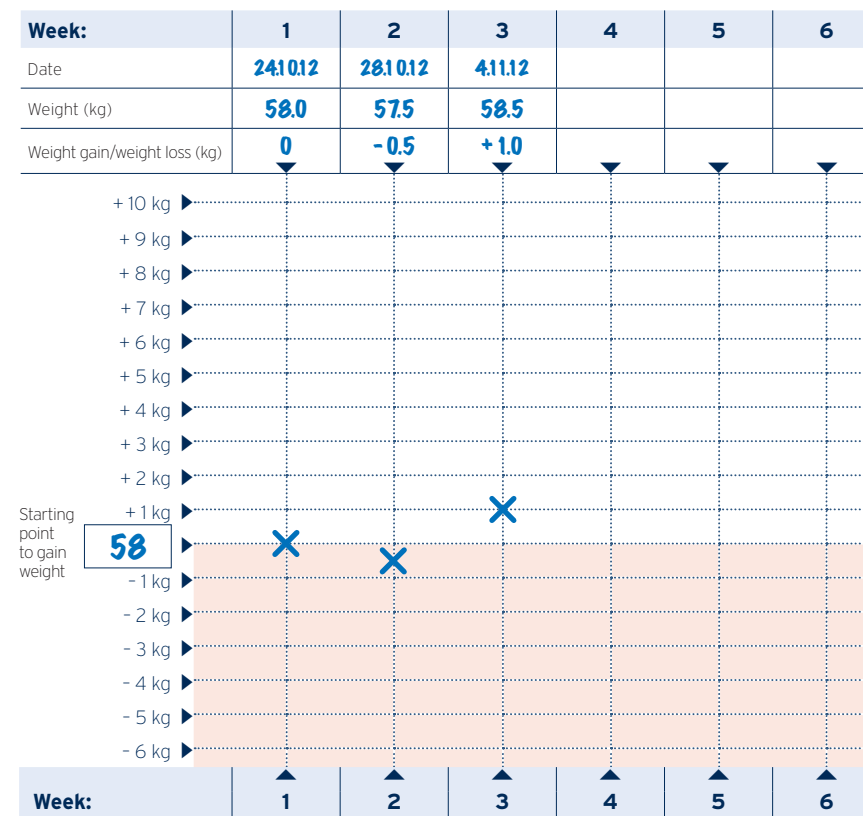 Week: 1 2 3 4 5 6
Date 24.10.12 28.10.12 4.11.12
Weight (kg) 58.0 57.5 58.5
Weight gain/weight loss (kg) 0 - 0.5 + 1.0
+ 10 kg
+ 9 kg
+ 8 kg
+ 7 kg
+ 6 kg
+ 5 kg
+ 4 kg
+ 3 kg
+ 2 kg
+ 1 kg
Starting
point
to gain
weight
58
- 1 kg
- 2 kg
- 3 kg
- 4 kg
- 5 kg
- 6 kg
Week: 1 2 3 4 5 6